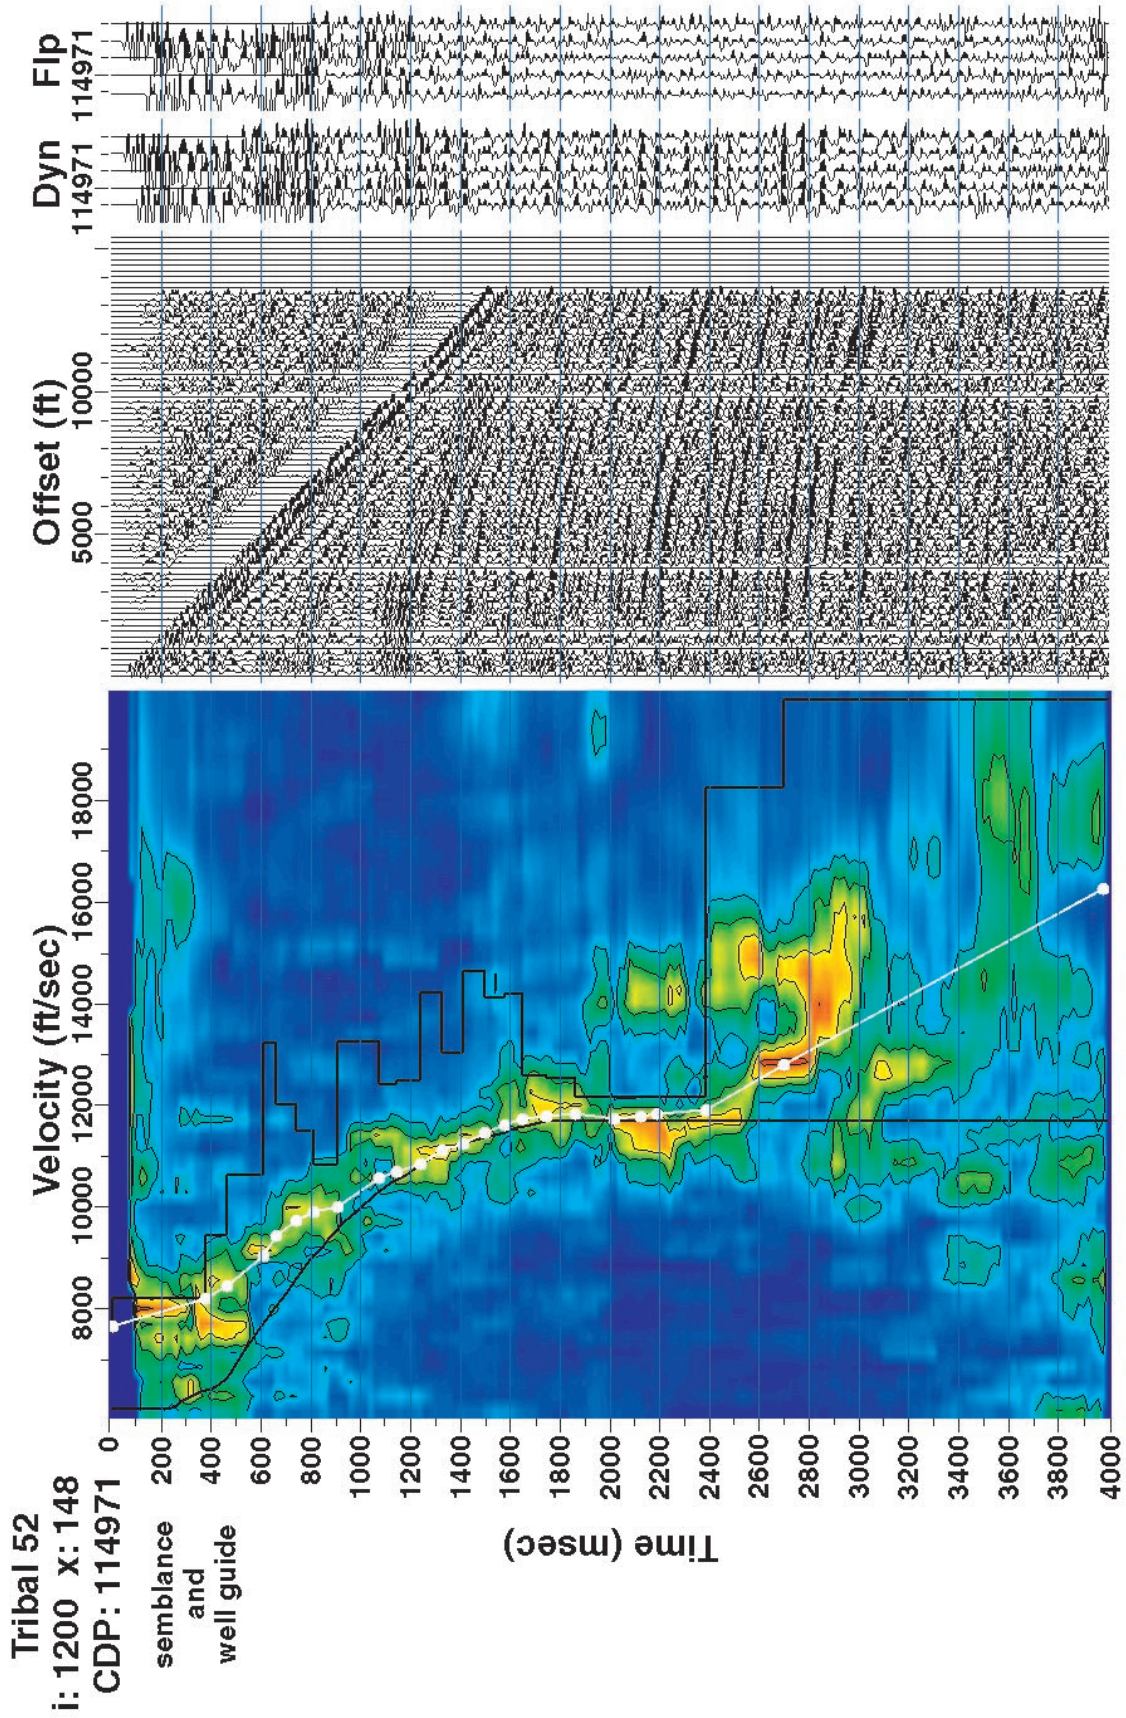 Tribal 52
i: 1200 x: 148
CDP: 114971
semblance
and
well guide
Velocity (ft/sec)
8000 10000 12000 14000 16000 18000
Offset (ft)
5000 10000
Dyn
114971
Flp
114971
Time (msec)
0
200
400
600
800
1000
1200
1400
1600
1800
2000
2200
2400
2600
2800
3000
3200
3400
3600
3800
4000